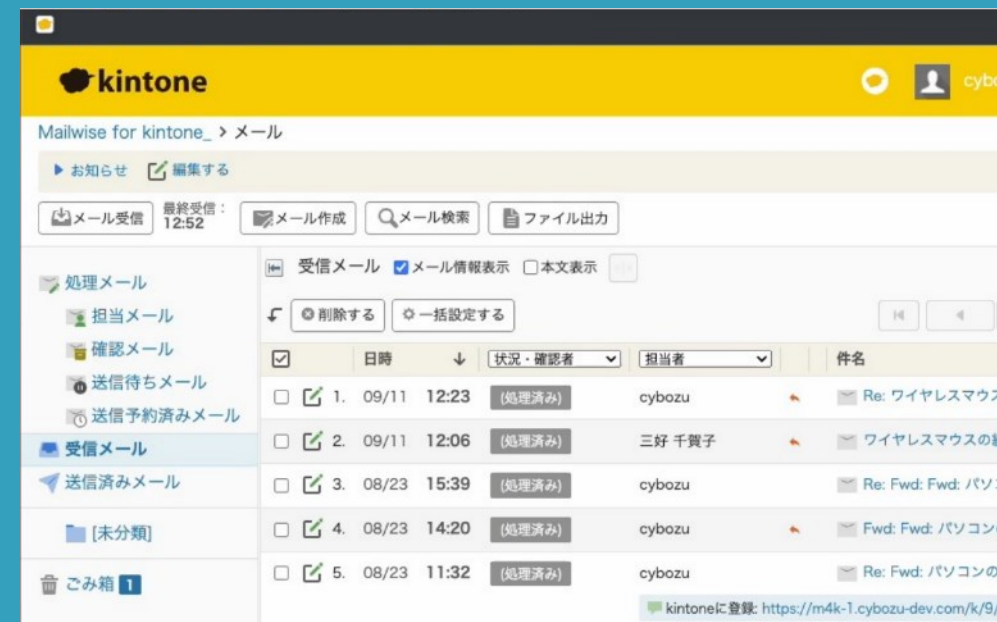 kintone
cybo
Mailwise for kintone_ > メール
お知らせ 編集する
メール受信 最終受信: 12:52 メール作成 メール検索 ファイル出力
受信メール メール情報表示 本文表示
削除する 一括設定する
処理メール
担当メール
確認メール
送信待ちメール
送信予約済みメール
受信メール
送信済みメール
[未分類]
ごみ箱 1
日時 ↓ 状況・確認者 担当者 件名
1. 09/11 12:23 (処理済み) cybozu Re: ワイヤレスマウス
2. 09/11 12:06 (処理済み) 三好 千賀子 ワイヤレスマウスの
3. 08/23 15:39 (処理済み) cybozu Re: Fwd: Fwd: パソコ
4. 08/23 14:20 (処理済み) cybozu Fwd: Fwd: パソコン
5. 08/23 11:32 (処理済み) cybozu Re: Fwd: パソコンの
kintoneに登録: https://m4k-1.cybozu-dev.com/k/9/